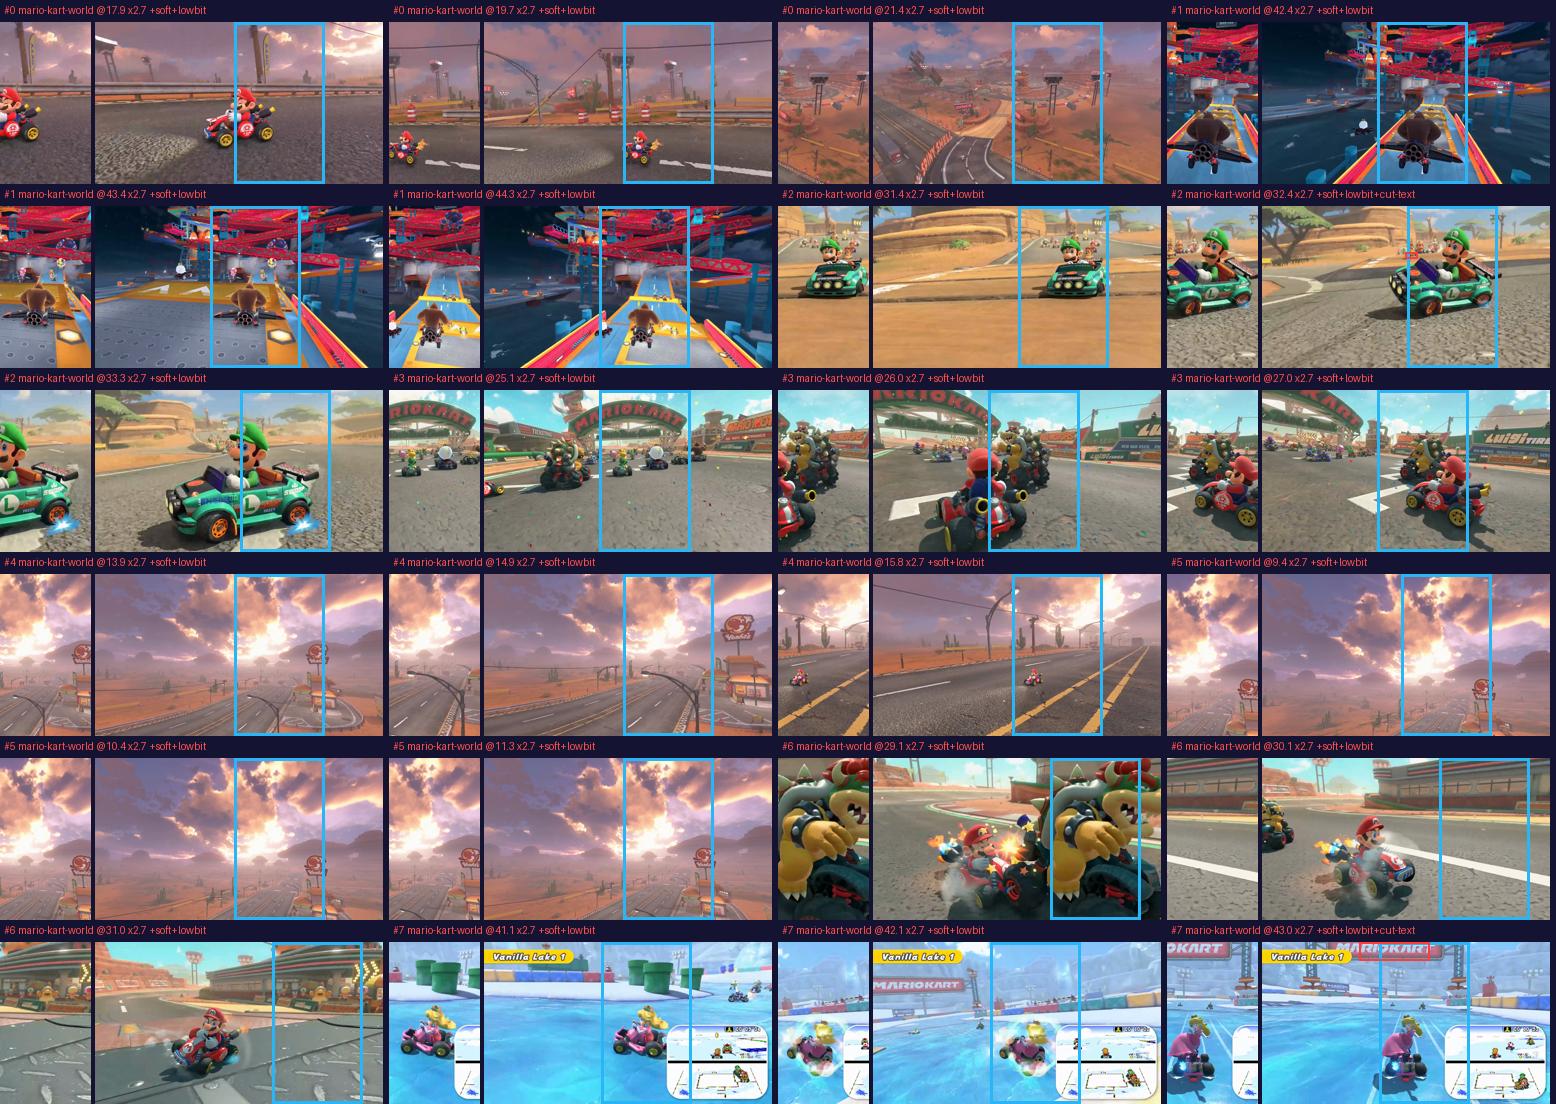 #0 mario-kart-world @17.9 x2.7 +soft+lowbit
#0 mario-kart-world @19.7 x2.7 +soft+lowbit
#0 mario-kart-world @21.4 x2.7 +soft+lowbit
#1 mario-kart-world @42.4 x2.7 +soft+lowbit
SPINY SHELL
#1 mario-kart-world @43.4 x2.7 +soft+lowbit
#1 mario-kart-world @44.3 x2.7 +soft+lowbit
#2 mario-kart-world @31.4 x2.7 +soft+lowbit
#2 mario-kart-world @32.4 x2.7 +soft+lowbit+cut-text
L
L
#2 mario-kart-world @33.3 x2.7 +soft+lowbit
#3 mario-kart-world @25.1 x2.7 +soft+lowbit
#3 mario-kart-world @26.0 x2.7 +soft+lowbit
#3 mario-kart-world @27.0 x2.7 +soft+lowbit
RIOKART
MARIOKART
MARIOKART
LUIGI
L
L
L
#4 mario-kart-world @13.9 x2.7 +soft+lowbit
#4 mario-kart-world @14.9 x2.7 +soft+lowbit
#4 mario-kart-world @15.8 x2.7 +soft+lowbit
#5 mario-kart-world @9.4 x2.7 +soft+lowbit
#5 mario-kart-world @10.4 x2.7 +soft+lowbit
#5 mario-kart-world @11.3 x2.7 +soft+lowbit
#6 mario-kart-world @29.1 x2.7 +soft+lowbit
#6 mario-kart-world @30.1 x2.7 +soft+lowbit
#6 mario-kart-world @31.0 x2.7 +soft+lowbit
#7 mario-kart-world @41.1 x2.7 +soft+lowbit
#7 mario-kart-world @42.1 x2.7 +soft+lowbit
#7 mario-kart-world @43.0 x2.7 +soft+lowbit+cut-text
Vanilla Lake 1
Vanilla Lake 1
MARIOKART
OKART
Vanilla Lake 1
MARIOKART